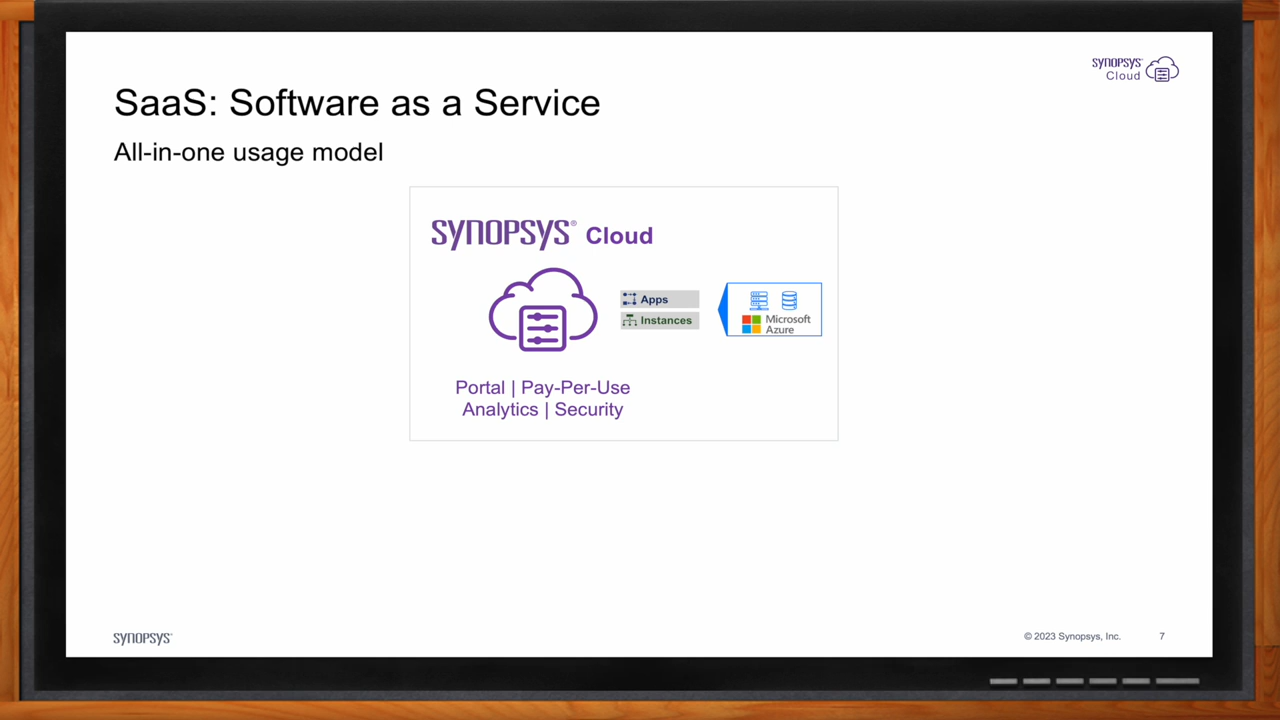 SYNOPSYS®
Cloud
SaaS: Software as a Service
All-in-one usage model
SYNOPSYS® Cloud
Apps
Instances
Microsoft
Azure
Portal | Pay-Per-Use
Analytics | Security
SYNOPSYS®
© 2023 Synopsys, Inc.
7